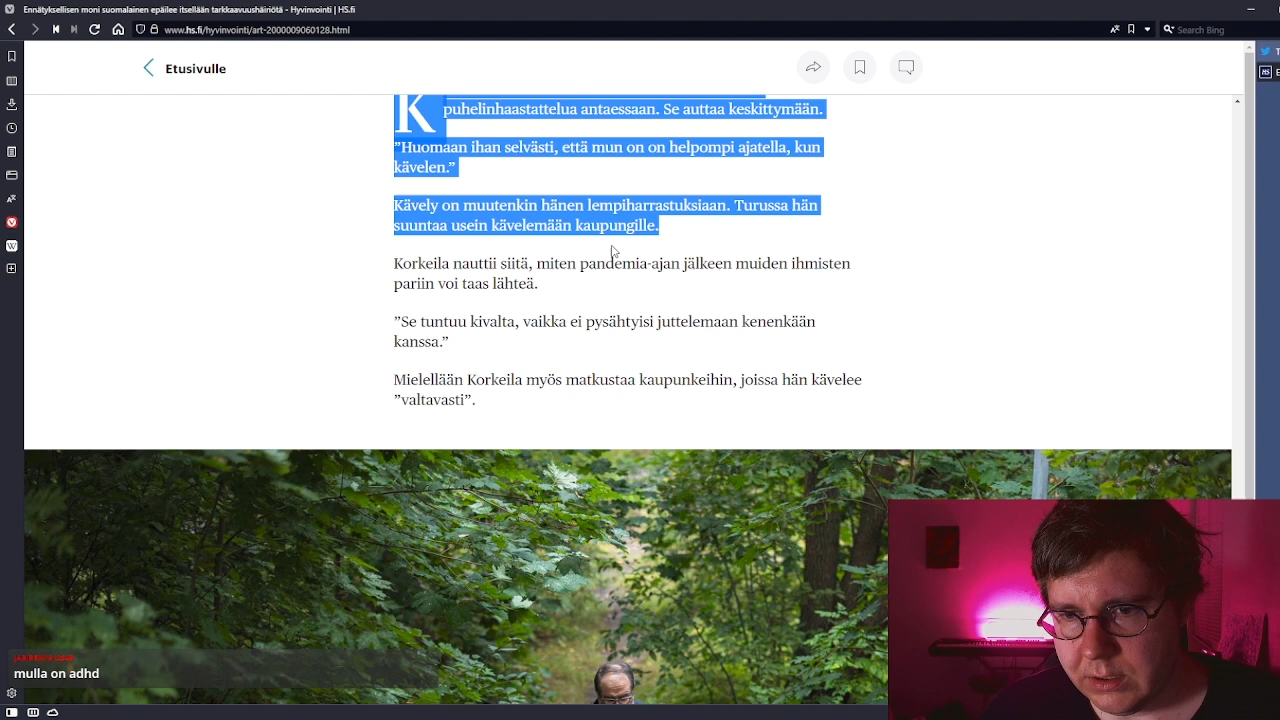 Ennätyksellisen moni suomalainen epäilee itsellään tarkkaavuushäiriötä - Hyvinvointi | HS.fi
www.hs.fi/hyvinvointi/art-2000009060128.html
Search Bing
Etusivulle
K
puhelinhaastattelua antaessaan. Se auttaa keskittymään.
”Huomaan ihan selvästi, että mun on on helpompi ajatella, kun
kävelen.”
Kävely on muutenkin hänen lempiharrastuksiaan. Turussa hän
suuntaa usein kävelemään kaupungille.
Korkeila nauttii siitä, miten pandemia-ajan jälkeen muiden ihmisten
pariin voi taas lähteä.
”Se tuntuu kivalta, vaikka ei pysähtyisi juttelemaan kenenkään
kanssa.”
Mielellään Korkeila myös matkustaa kaupunkeihin, joissa hän kävelee
”valtavasti”.
mulla on adhd